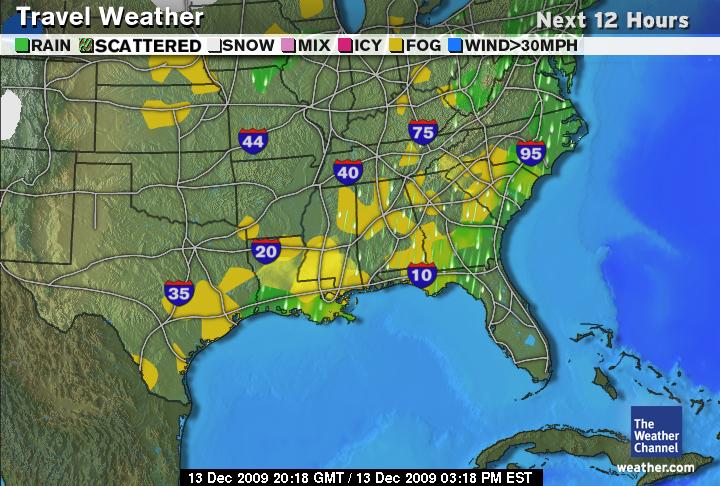 Travel Weather
Next 12 Hours
RAIN SCATTERED SNOW MIX ICY FOG WIND>30MPH
75
44
95
40
20
10
35
The
Weather
Channel
weather.com
13 Dec 2009 20:18 GMT / 13 Dec 2009 03:18 PM EST